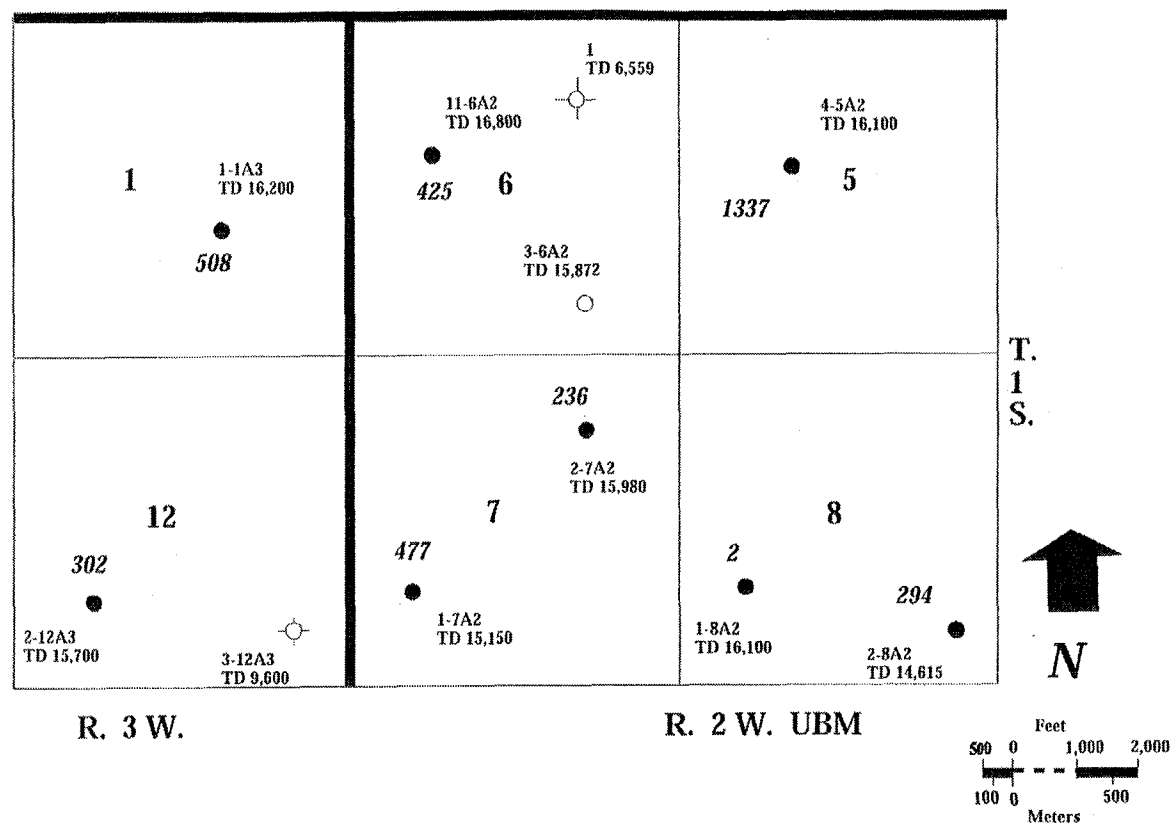 1
TD 6,559
11-6A2
TD 16,800
4-5A2
TD 16,100
1-1A3
TD 16,200
1
425
6
5
1337
508
3-6A2
TD 15,872
T.
1
S.
236
2-7A2
TD 15,980
12
7
8
302
477
2
294
2-12A3
TD 15,700
3-12A3
TD 9,600
1-7A2
TD 15,150
1-8A2
TD 16,100
2-8A2
TD 14,615
N
R. 3 W.
R. 2 W. UBM
Feet
500 0 1,000 2,000
100 0 500
Meters